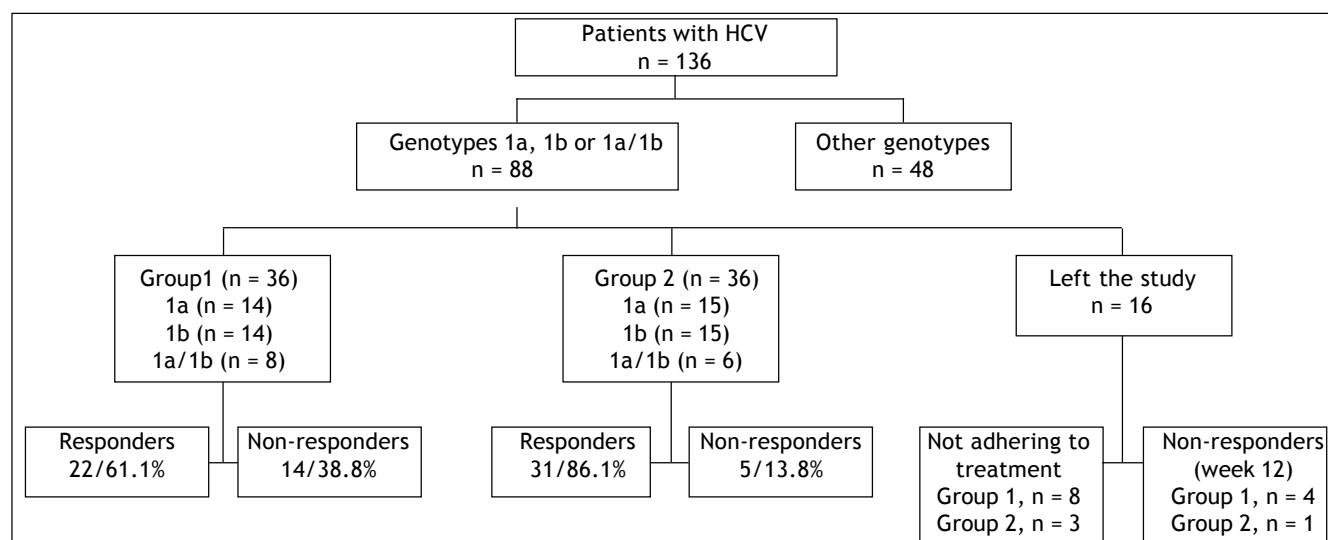 Patients with HCV
n = 136
Genotypes 1a, 1b or 1a/1b
n = 88
Other genotypes
n = 48
Group1 (n = 36)
1a (n = 14)
1b (n = 14)
1a/1b (n = 8)
Group 2 (n = 36)
1a (n = 15)
1b (n = 15)
1a/1b (n = 6)
Left the study
n = 16
Responders
22/61.1%
Non-responders
14/38.8%
Responders
31/86.1%
Non-responders
5/13.8%
Not adhering to
treatment
Group 1, n = 8
Group 2, n = 3
Non-responders
(week 12)
Group 1, n = 4
Group 2, n = 1